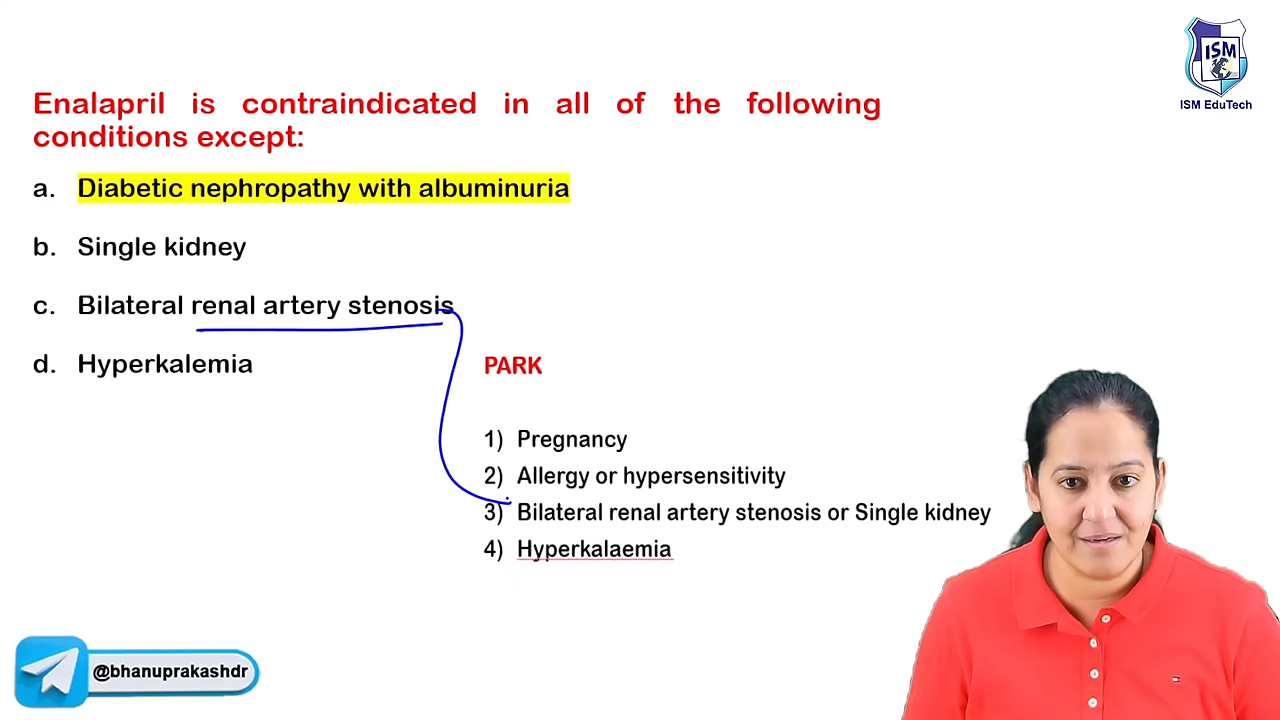 ISM
ISM EduTech
Enalapril is contraindicated in all of the following
conditions except:
a. Diabetic nephropathy with albuminuria
b. Single kidney
c. Bilateral renal artery stenosis
d. Hyperkalemia
PARK
1) Pregnancy
2) Allergy or hypersensitivity
3) Bilateral renal artery stenosis or Single kidney
4) Hyperkalaemia
@bhanuprakashdr